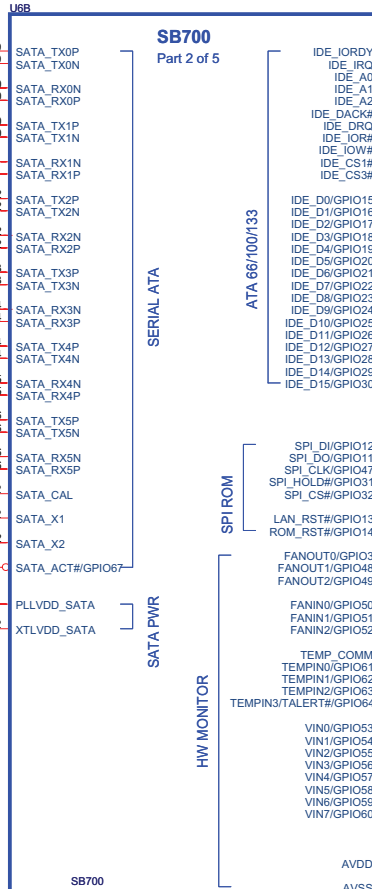 U6B
SB700
Part 2 of 5
SATA_TX0P
SATA_TX0N
SATA_RX0N
SATA_RX0P
SATA_TX1P
SATA_TX1N
SATA_RX1N
SATA_RX1P
SATA_TX2P
SATA_TX2N
SATA_RX2N
SATA_RX2P
SATA_TX3P
SATA_TX3N
SATA_RX3N
SATA_RX3P
SATA_TX4P
SATA_TX4N
SATA_RX4N
SATA_RX4P
SATA_TX5P
SATA_TX5N
SATA_RX5N
SATA_RX5P
SATA_CAL
SATA_X1
SATA_X2
SATA_ACT#/GPIO67
SERIAL ATA
PLLVDD_SATA
XTLVDD_SATA
SATA PWR
IDE_IORDY
IDE_IRQ
IDE_A0
IDE_A1
IDE_A2
IDE_DACK#
IDE_DRQ
IDE_IOR#
IDE_IOW#
IDE_CS1#
IDE_CS3#
IDE_D0/GPIO15
IDE_D1/GPIO16
IDE_D2/GPIO17
IDE_D3/GPIO18
IDE_D4/GPIO19
IDE_D5/GPIO20
IDE_D6/GPIO21
IDE_D7/GPIO22
IDE_D8/GPIO23
IDE_D9/GPIO24
IDE_D10/GPIO25
IDE_D11/GPIO26
IDE_D12/GPIO27
IDE_D13/GPIO28
IDE_D14/GPIO29
IDE_D15/GPIO30
ATA 66/100/133
SPI_DI/GPIO12
SPI_DO/GPIO11
SPI_CLK/GPIO47
SPI_HOLD#/GPIO31
SPI_CS#/GPIO32
LAN_RST#/GPIO13
ROM_RST#/GPIO14
SPI ROM
FANOUT0/GPIO3
FANOUT1/GPIO48
FANOUT2/GPIO49
FANIN0/GPIO50
FANIN1/GPIO51
FANIN2/GPIO52
TEMP_COMM
TEMPIN0/GPIO61
TEMPIN1/GPIO62
TEMPIN2/GPIO63
TEMPIN3/TALERT#/GPIO64
VIN0/GPIO53
VIN1/GPIO54
VIN2/GPIO55
VIN3/GPIO56
VIN4/GPIO57
VIN5/GPIO58
VIN6/GPIO59
VIN7/GPIO60
HW MONITOR
AVDD
AVSS
SB700